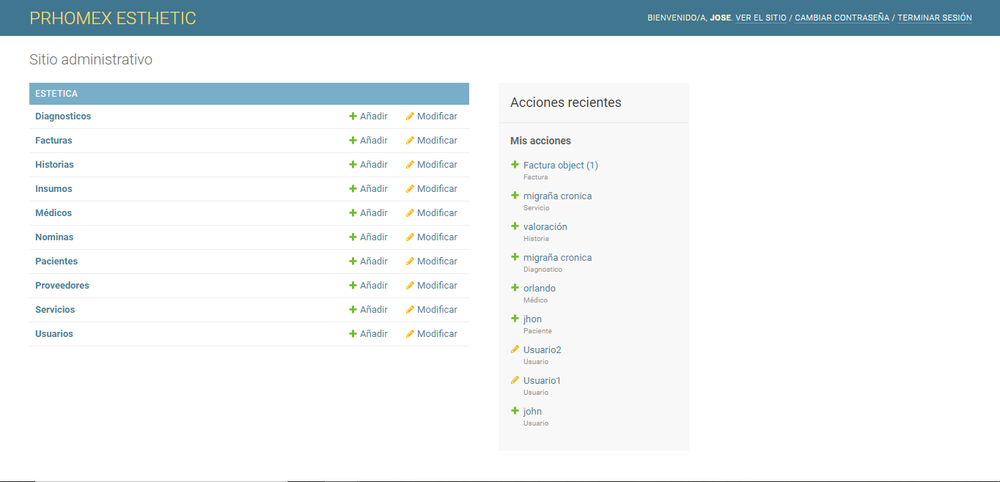 PRHOMEX ESTHETIC
BIENVENIDO/A, JOSE. VER EL SITIO / CAMBIAR CONTRASEÑA / TERMINAR SESIÓN
Sitio administrativo
ESTETICA
Diagnosticos Añadir Modificar
Facturas Añadir Modificar
Historias Añadir Modificar
Insumos Añadir Modificar
Médicos Añadir Modificar
Nominas Añadir Modificar
Pacientes Añadir Modificar
Proveedores Añadir Modificar
Servicios Añadir Modificar
Usuarios Añadir Modificar
Acciones recientes
Mis acciones
Factura object (1)
Factura
migraña cronica
Servicio
valoración
Historia
migraña cronica
Diagnostico
orlando
Médico
jhon
Paciente
Usuario2
Usuario
Usuario1
Usuario
john
Usuario